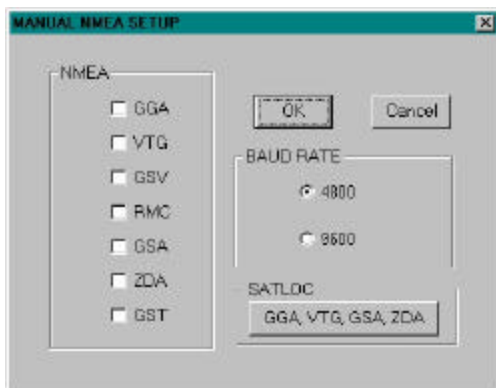 MANUAL NMEA SETUP
NMEA
GGA
VTG
GSV
RMC
GSA
ZDA
GST
OK
Cancel
BAUD RATE
4800
9600
SATLOC
GGA, VTG, GSA, ZDA